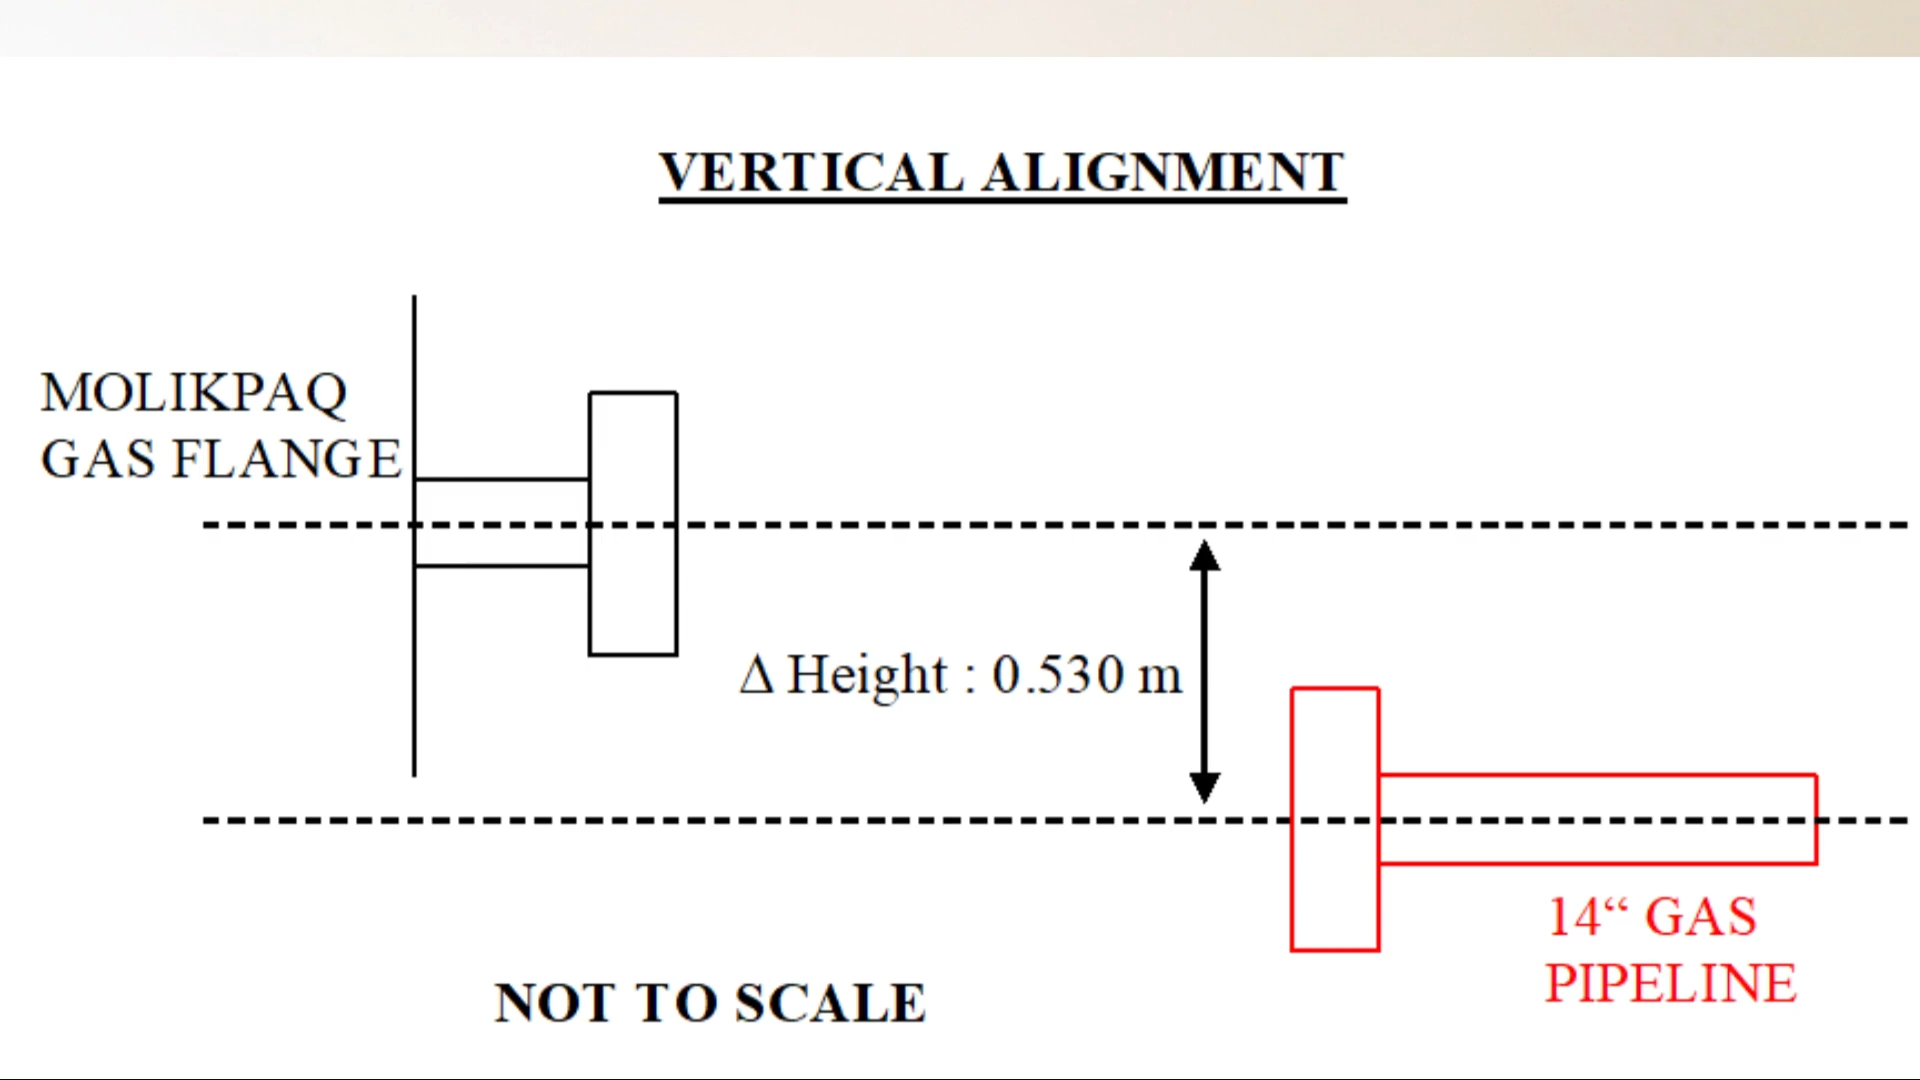 VERTICAL ALIGNMENT
MOLIKPAQ
GAS FLANGE
Δ Height : 0.530 m
14“ GAS
PIPELINE
NOT TO SCALE